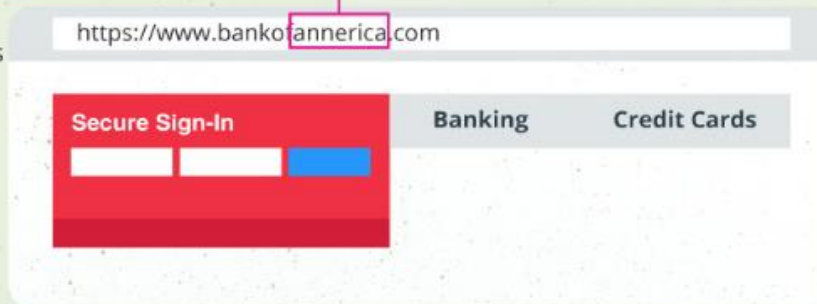 https://www.bankofannerica.com
s
Secure Sign-In
Banking
Credit Cards